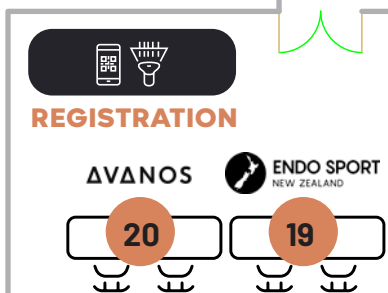 REGISTRATION
AVANOS
ENDO SPORT
NEW ZEALAND
20
19